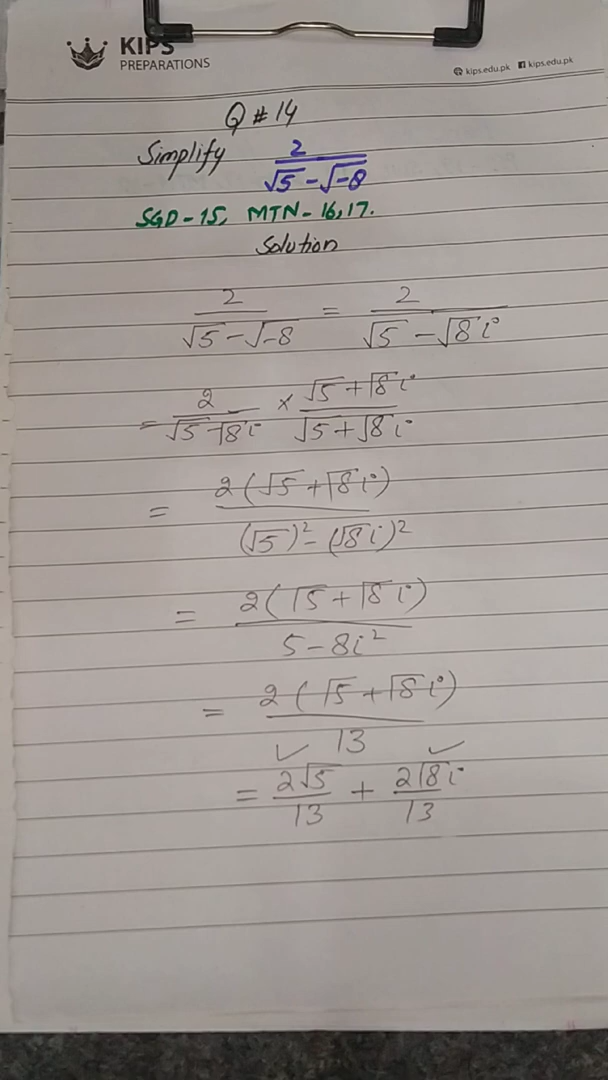 KIPS
PREPARATIONS
kips.edu.pk kips.edu.pk
Q # 14
Simplify 2/(√5 - √-8)
SGD-15, MTN-16,17.
Solution
2/(√5 - √-8) = 2/(√5 - √8 i)
= 2/(√5 - √8 i) × (√5 + √8 i)/(√5 + √8 i)
= 2(√5 + √8 i)/((√5)² - (√8 i)²)
= 2(√5 + √8 i)/(5 - 8i²)
= 2(√5 + √8 i)/13
= 2√5/13 + 2√8 i/13